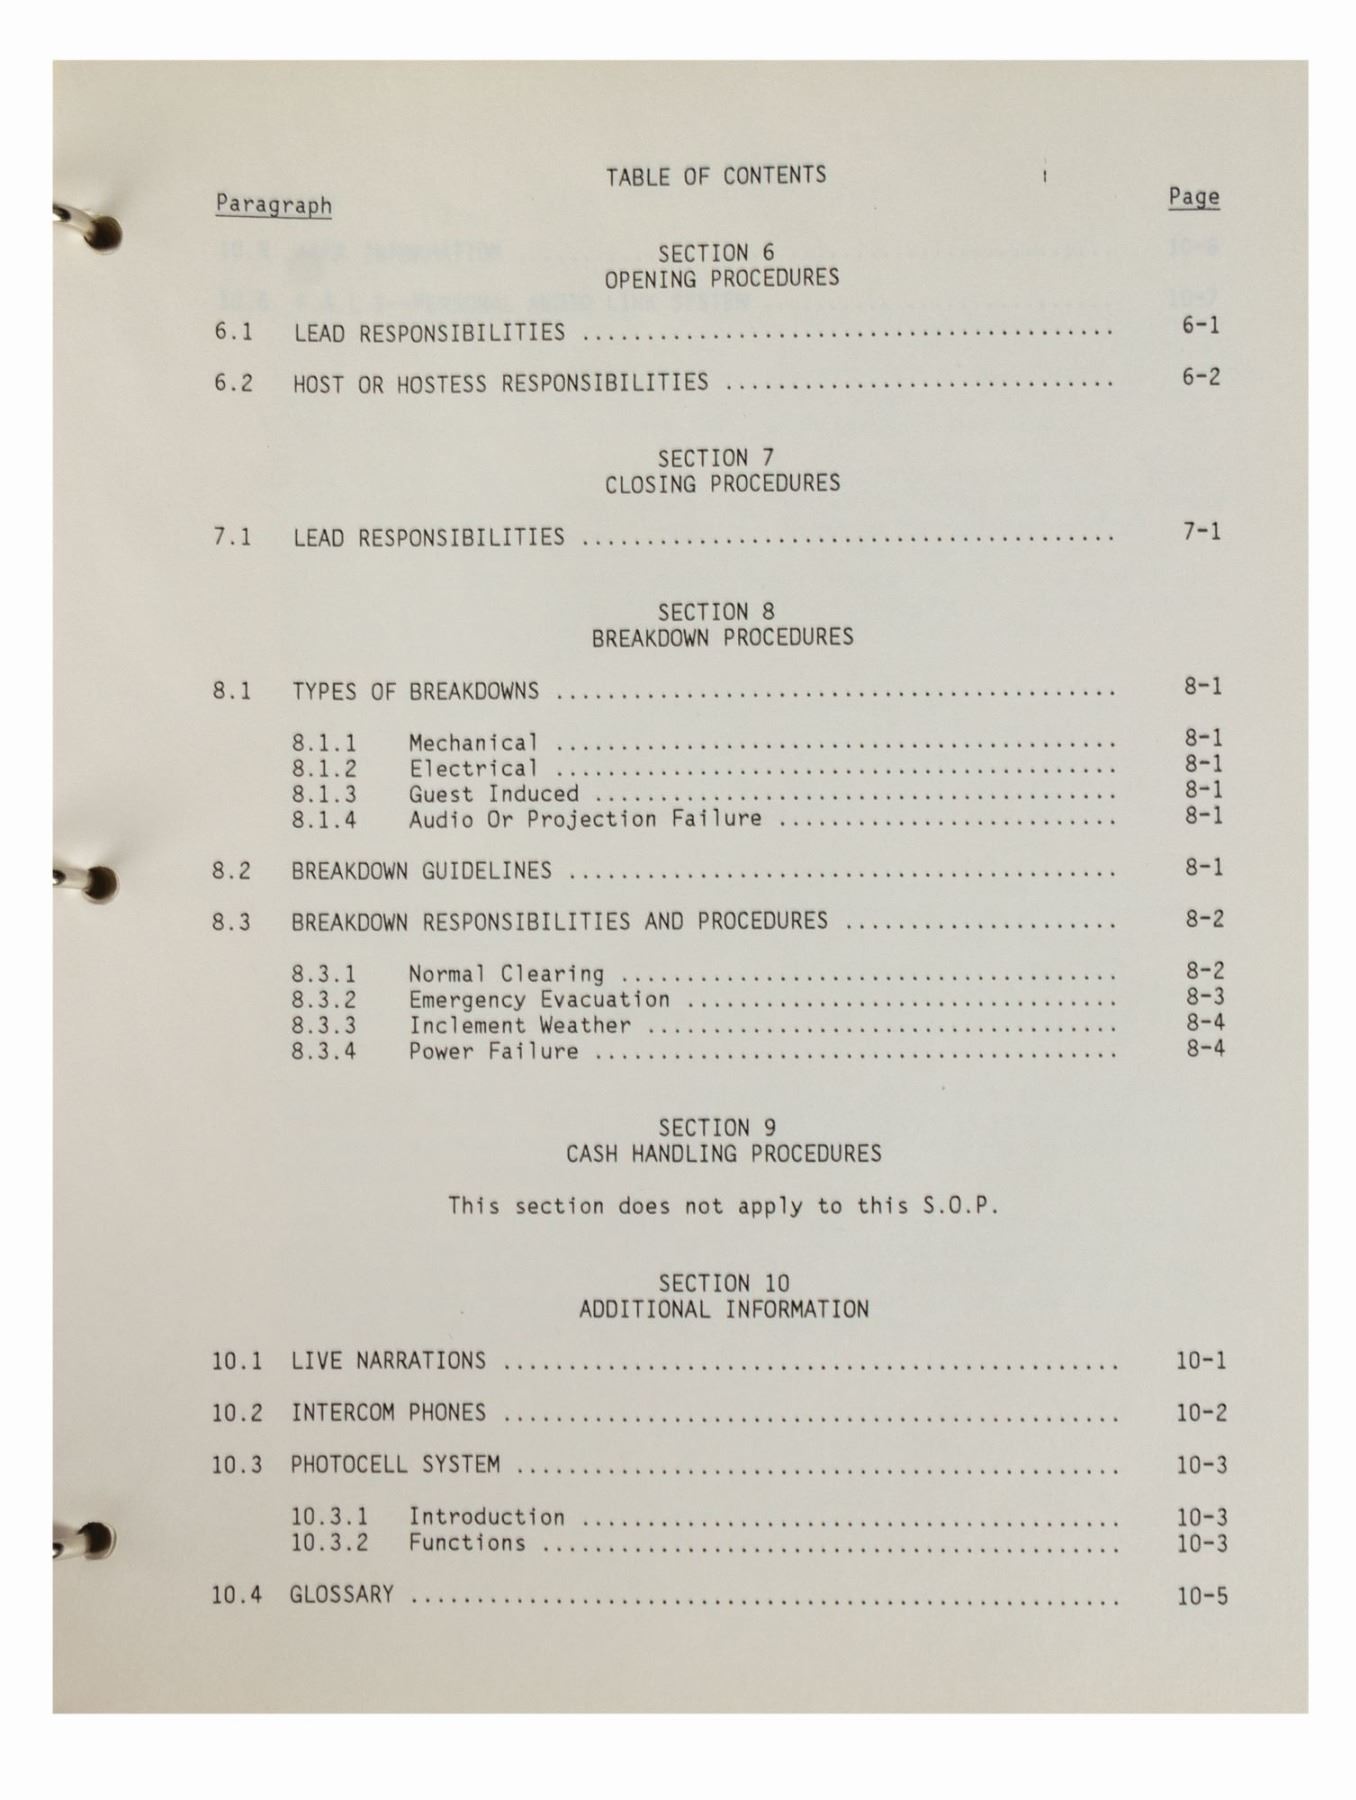 TABLE OF CONTENTS
Paragraph Page
SECTION 6
OPENING PROCEDURES
6.1 LEAD RESPONSIBILITIES ......................................... 6-1
6.2 HOST OR HOSTESS RESPONSIBILITIES .............................. 6-2
SECTION 7
CLOSING PROCEDURES
7.1 LEAD RESPONSIBILITIES ......................................... 7-1
SECTION 8
BREAKDOWN PROCEDURES
8.1 TYPES OF BREAKDOWNS ........................................... 8-1
8.1.1 Mechanical ........................................... 8-1
8.1.2 Electrical ........................................... 8-1
8.1.3 Guest Induced ........................................ 8-1
8.1.4 Audio Or Projection Failure .......................... 8-1
8.2 BREAKDOWN GUIDELINES .......................................... 8-1
8.3 BREAKDOWN RESPONSIBILITIES AND PROCEDURES ..................... 8-2
8.3.1 Normal Clearing ...................................... 8-2
8.3.2 Emergency Evacuation ................................. 8-3
8.3.3 Inclement Weather .................................... 8-4
8.3.4 Power Failure ........................................ 8-4
SECTION 9
CASH HANDLING PROCEDURES
This section does not apply to this S.O.P.
SECTION 10
ADDITIONAL INFORMATION
10.1 LIVE NARRATIONS ............................................... 10-1
10.2 INTERCOM PHONES ............................................... 10-2
10.3 PHOTOCELL SYSTEM .............................................. 10-3
10.3.1 Introduction ......................................... 10-3
10.3.2 Functions ............................................ 10-3
10.4 GLOSSARY ...................................................... 10-5